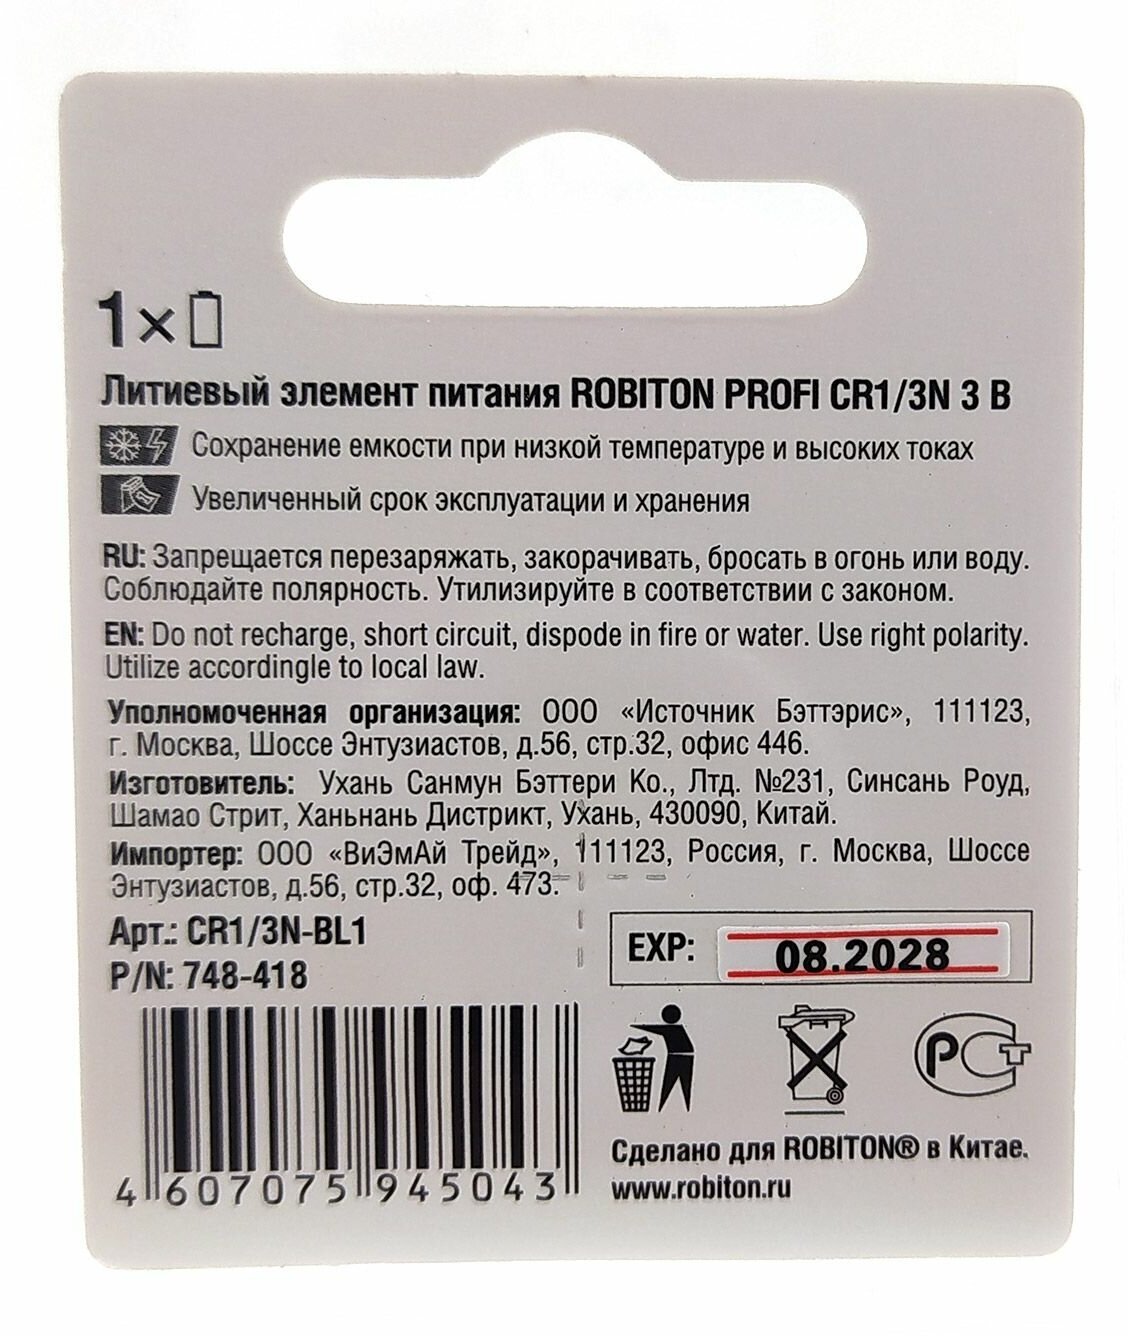 1×
Литиевый элемент питания ROBITON PROFI CR1/3N 3 В
Сохранение емкости при низкой температуре и высоких токах
Увеличенный срок эксплуатации и хранения
RU: Запрещается перезаряжать, закорачивать, бросать в огонь или воду.
Соблюдайте полярность. Утилизируйте в соответствии с законом.
EN: Do not recharge, short circuit, dispode in fire or water. Use right polarity.
Utilize accordingle to local law.
Уполномоченная организация: ООО «Источник Бэттэрис», 111123,
г. Москва, Шоссе Энтузиастов, д.56, стр.32, офис 446.
Изготовитель: Ухань Санмун Бэттери Ко., Лтд. №231, Синсань Роуд,
Шамао Стрит, Ханьнань Дистрикт, Ухань, 430090, Китай.
Импортер: ООО «ВиЭмАй Трейд», 111123, Россия, г. Москва, Шоссе
Энтузиастов, д.56, стр.32, оф. 473.
Арт.: CR1/3N-BL1
P/N: 748-418
EXP: 08.2028
4 607075 945043
РСТ
Сделано для ROBITON® в Китае.
www.robiton.ru